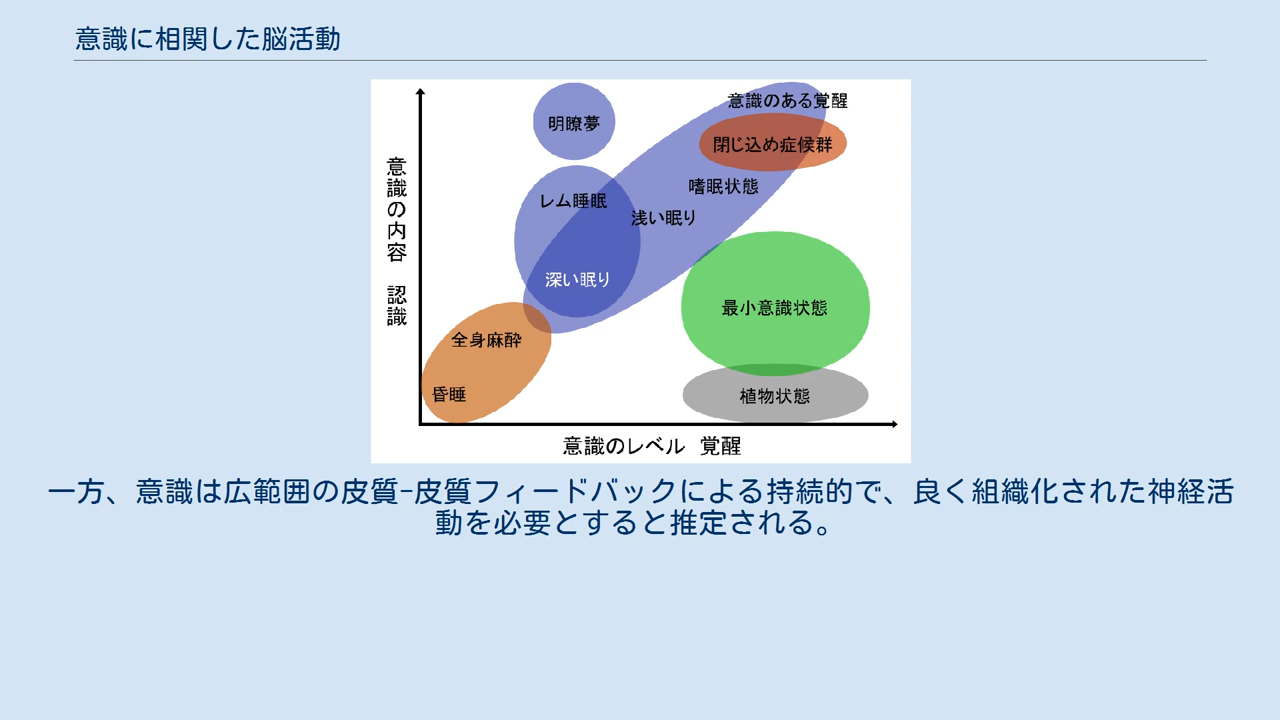 意識に相関した脳活動
意識のある覚醒
明瞭夢
閉じ込め症候群
嗜眠状態
レム睡眠
浅い眠り
深い眠り
最小意識状態
全身麻酔
昏睡
植物状態
意識の内容 認識
意識のレベル 覚醒
一方、意識は広範囲の皮質-皮質フィードバックによる持続的で、良く組織化された神経活
動を必要とすると推定される。